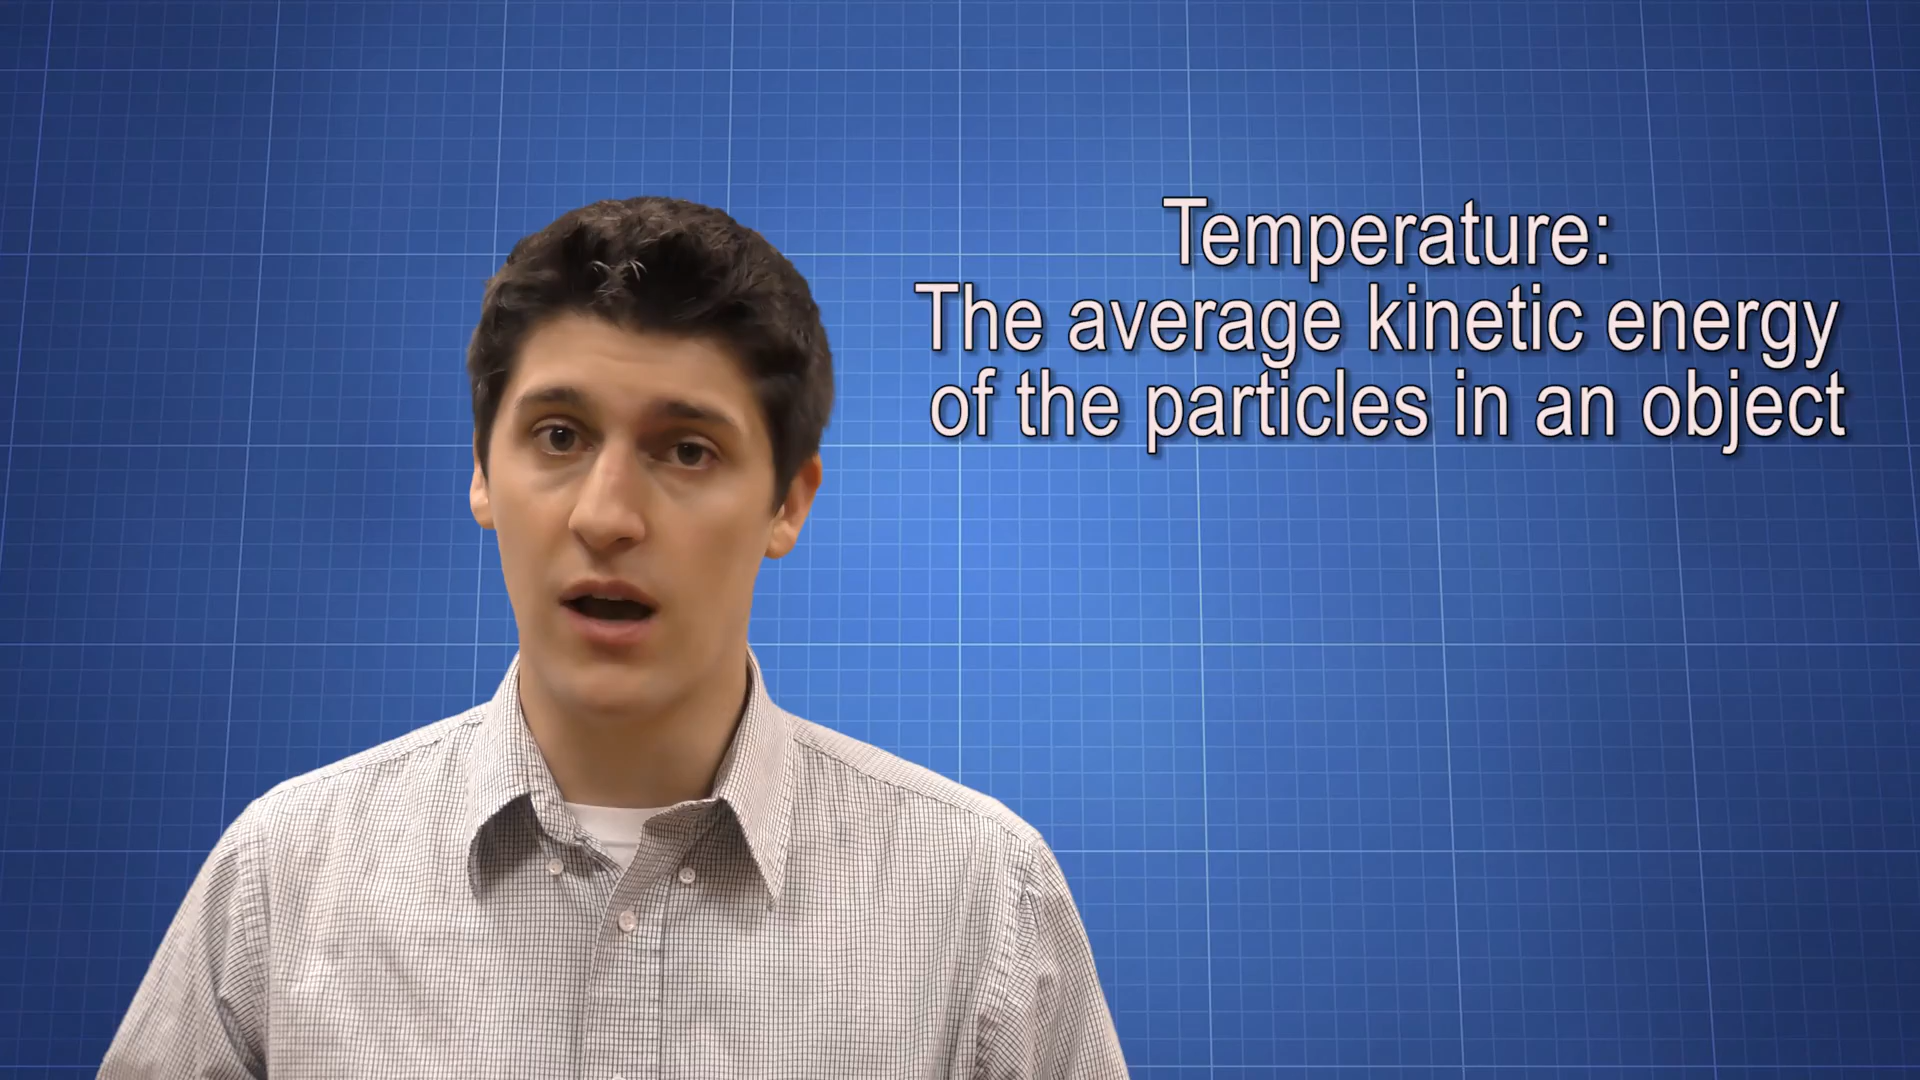 Temperature:
The average kinetic energy
of the particles in an object